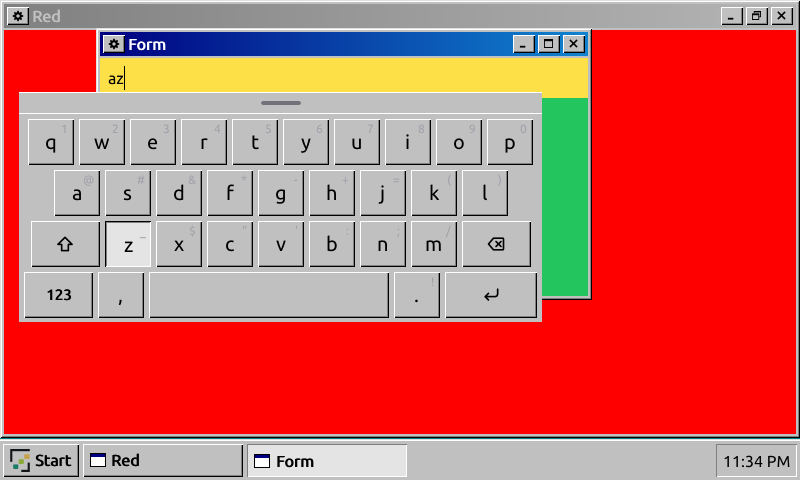 Red
Form
az
q 1 w 2 e 3 r 4 t 5 y 6 u 7 i 8 o 9 p 0
a @ s # d & f * g - h + j = k ( l )
z _ x $ c " v ' b : n ; m /
123 , . !
Start Red Form 11:34 PM